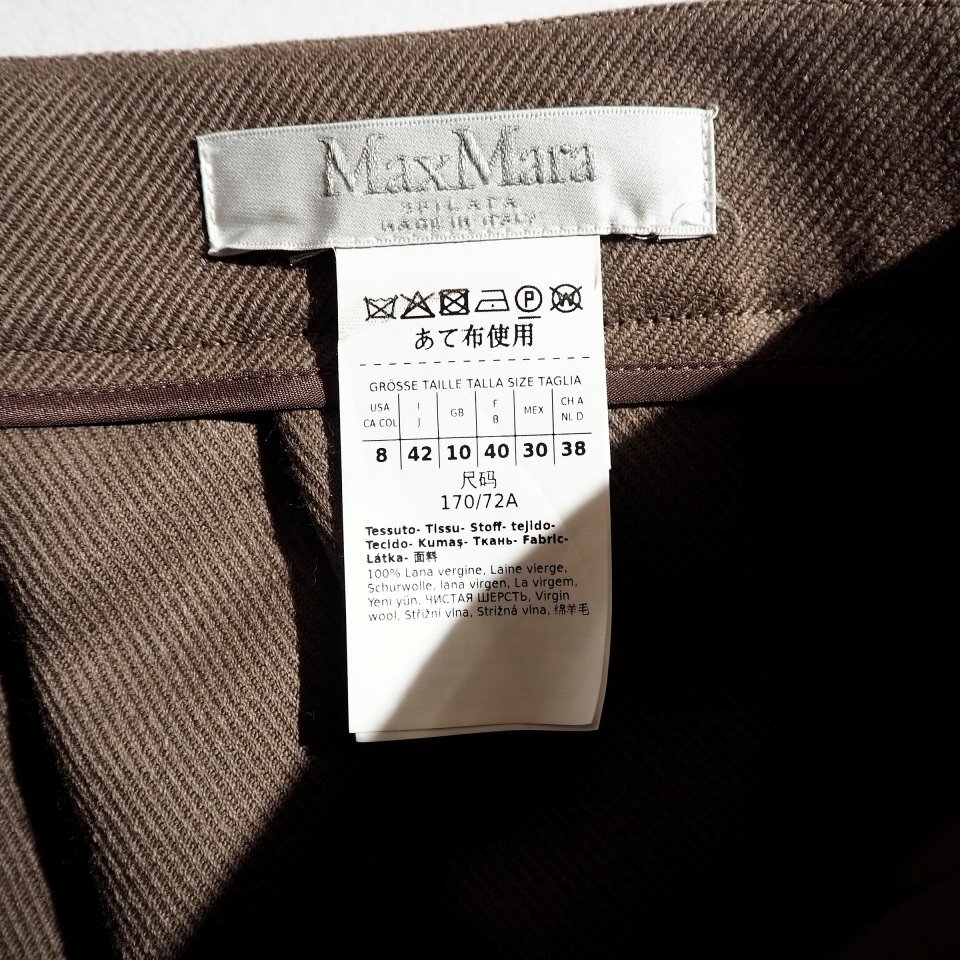 MaxMara
3PILATA
MADE IN ITALY
P W
あて布使用
GRÖSSE TAILLE TALLA SIZE TAGLIA
USA CA COL I J GB F B MEX CH A NL D
8 42 10 40 30 38
尺码
170/72A
Tessuto- Tissu- Stoff- tejido-
Tecido- Kumaş- Ткань- Fabric-
Látka- 面料
100% Lana vergine, Laine vierge,
Schurwolle, lana virgen, La virgem,
Yeni yün, ЧИСТАЯ ШЕРСТЬ, Virgin
wool, Střižní vlna, Strižná vlna, 绵羊毛